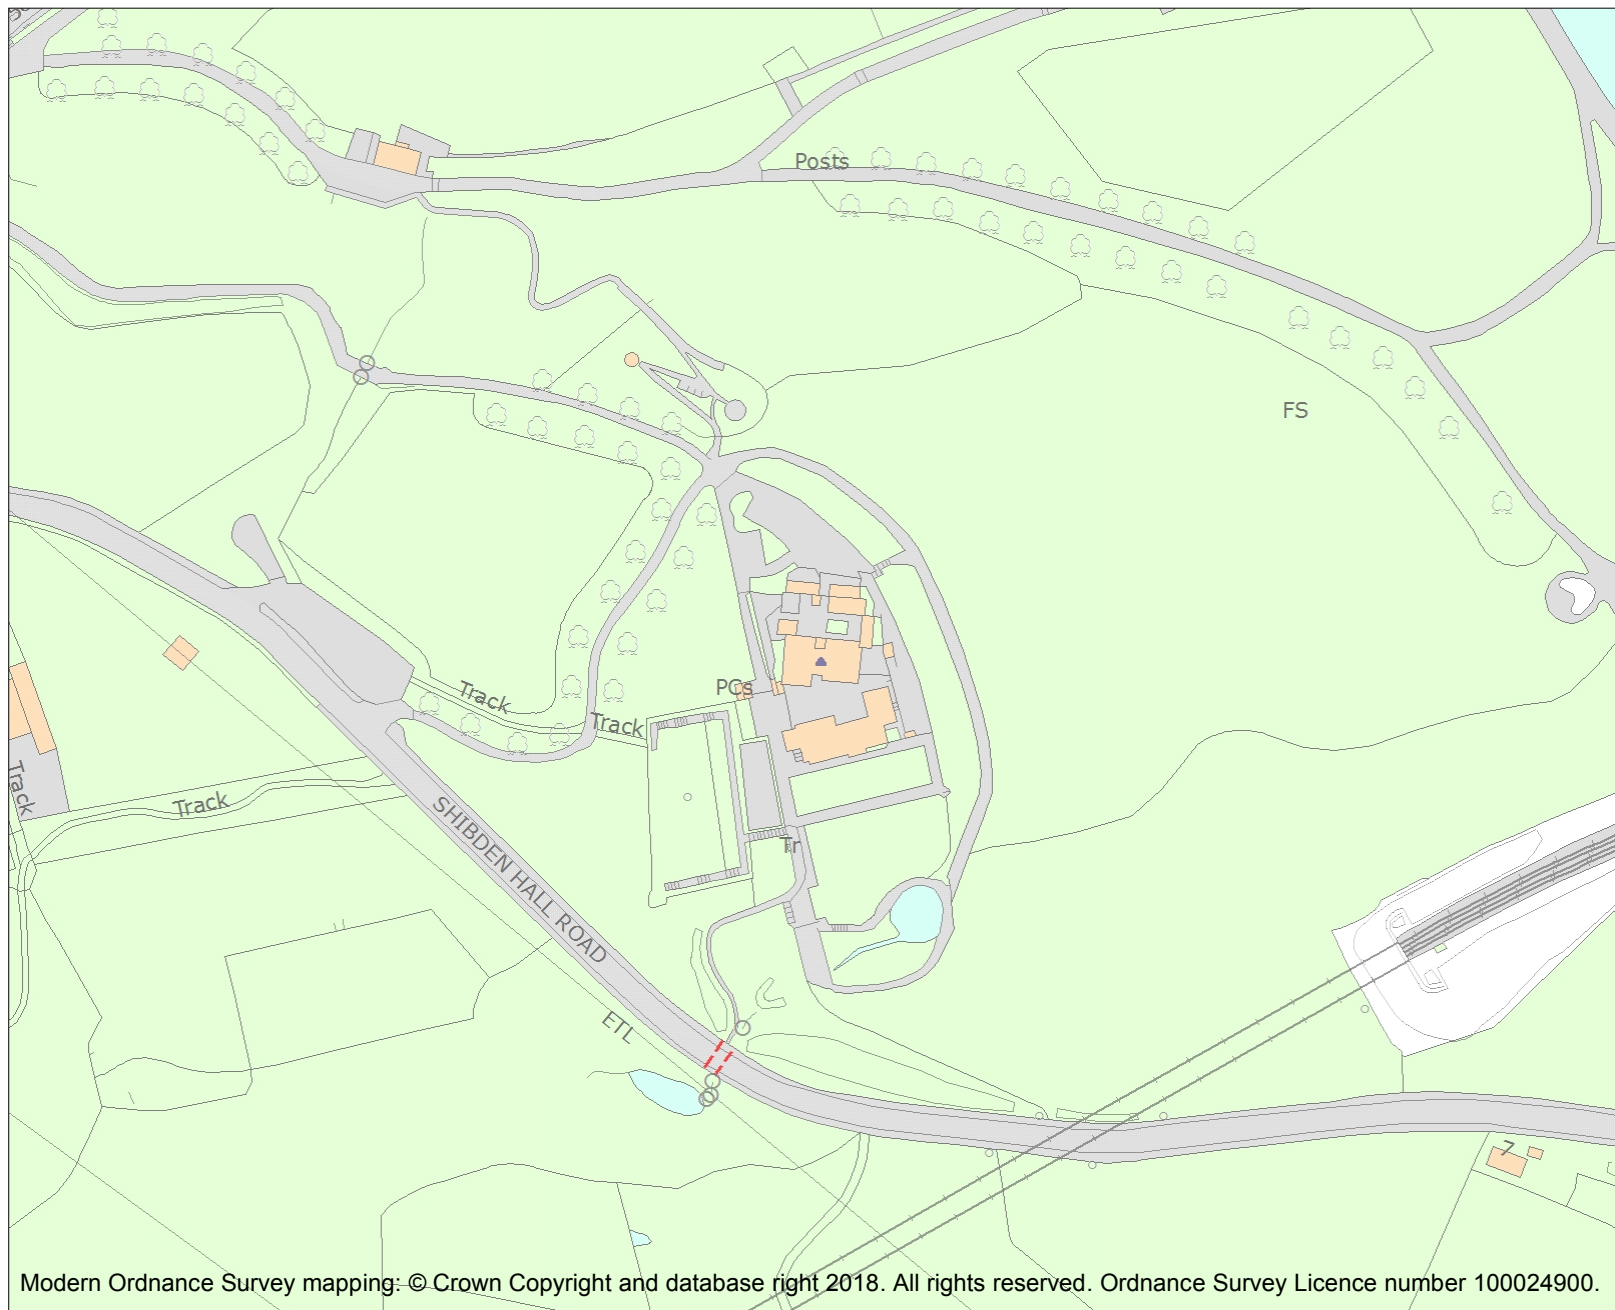 Posts
FS
Track
PCs
Track
Track
Track
SHIBDEN HALL ROAD
Tr
ETL
7
Modern Ordnance Survey mapping: © Crown Copyright and database right 2018. All rights reserved. Ordnance Survey Licence number 100024900.